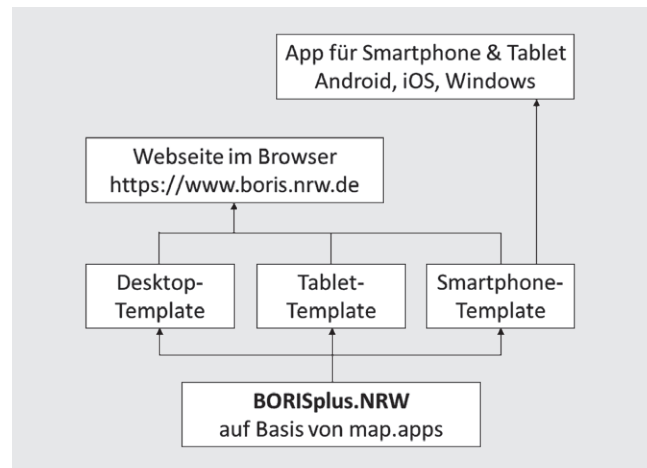 App für Smartphone & Tablet
Android, iOS, Windows
Webseite im Browser
https://www.boris.nrw.de
Desktop-
Template
Tablet-
Template
Smartphone-
Template
BORISplus.NRW
auf Basis von map.apps